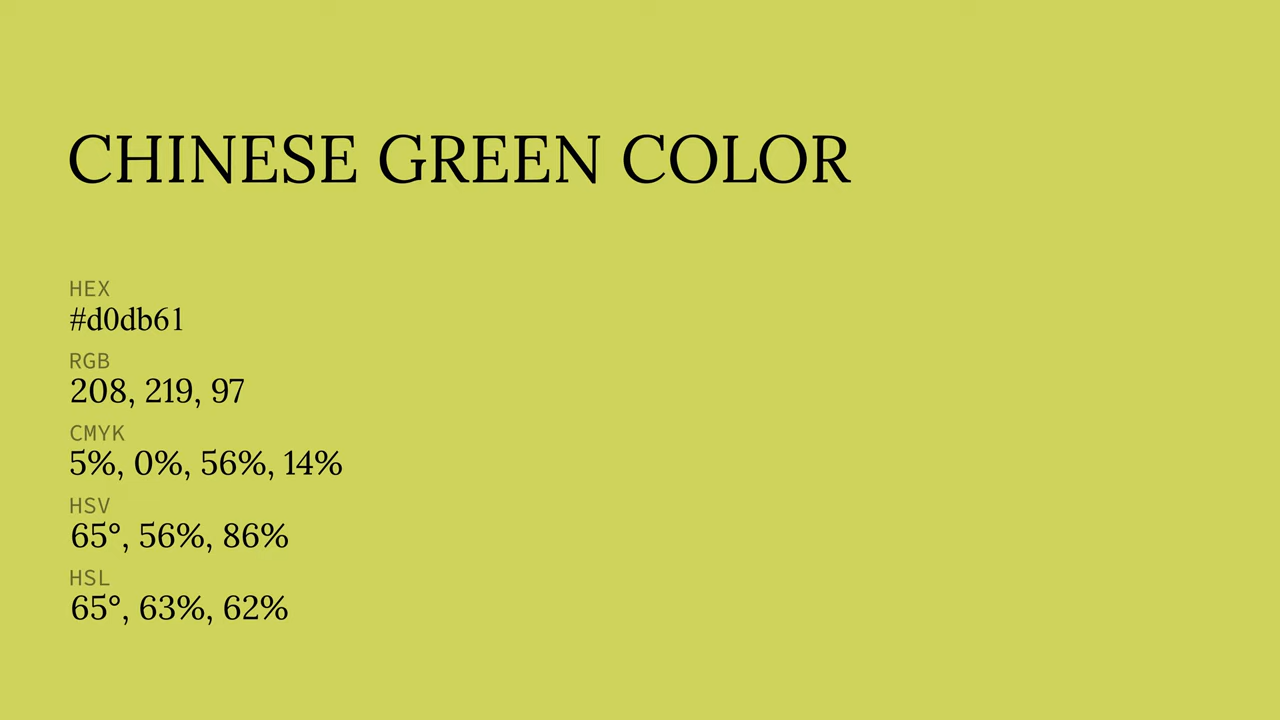 CHINESE GREEN COLOR
HEX
#d0db61
RGB
208, 219, 97
CMYK
5%, 0%, 56%, 14%
HSV
65°, 56%, 86%
HSL
65°, 63%, 62%